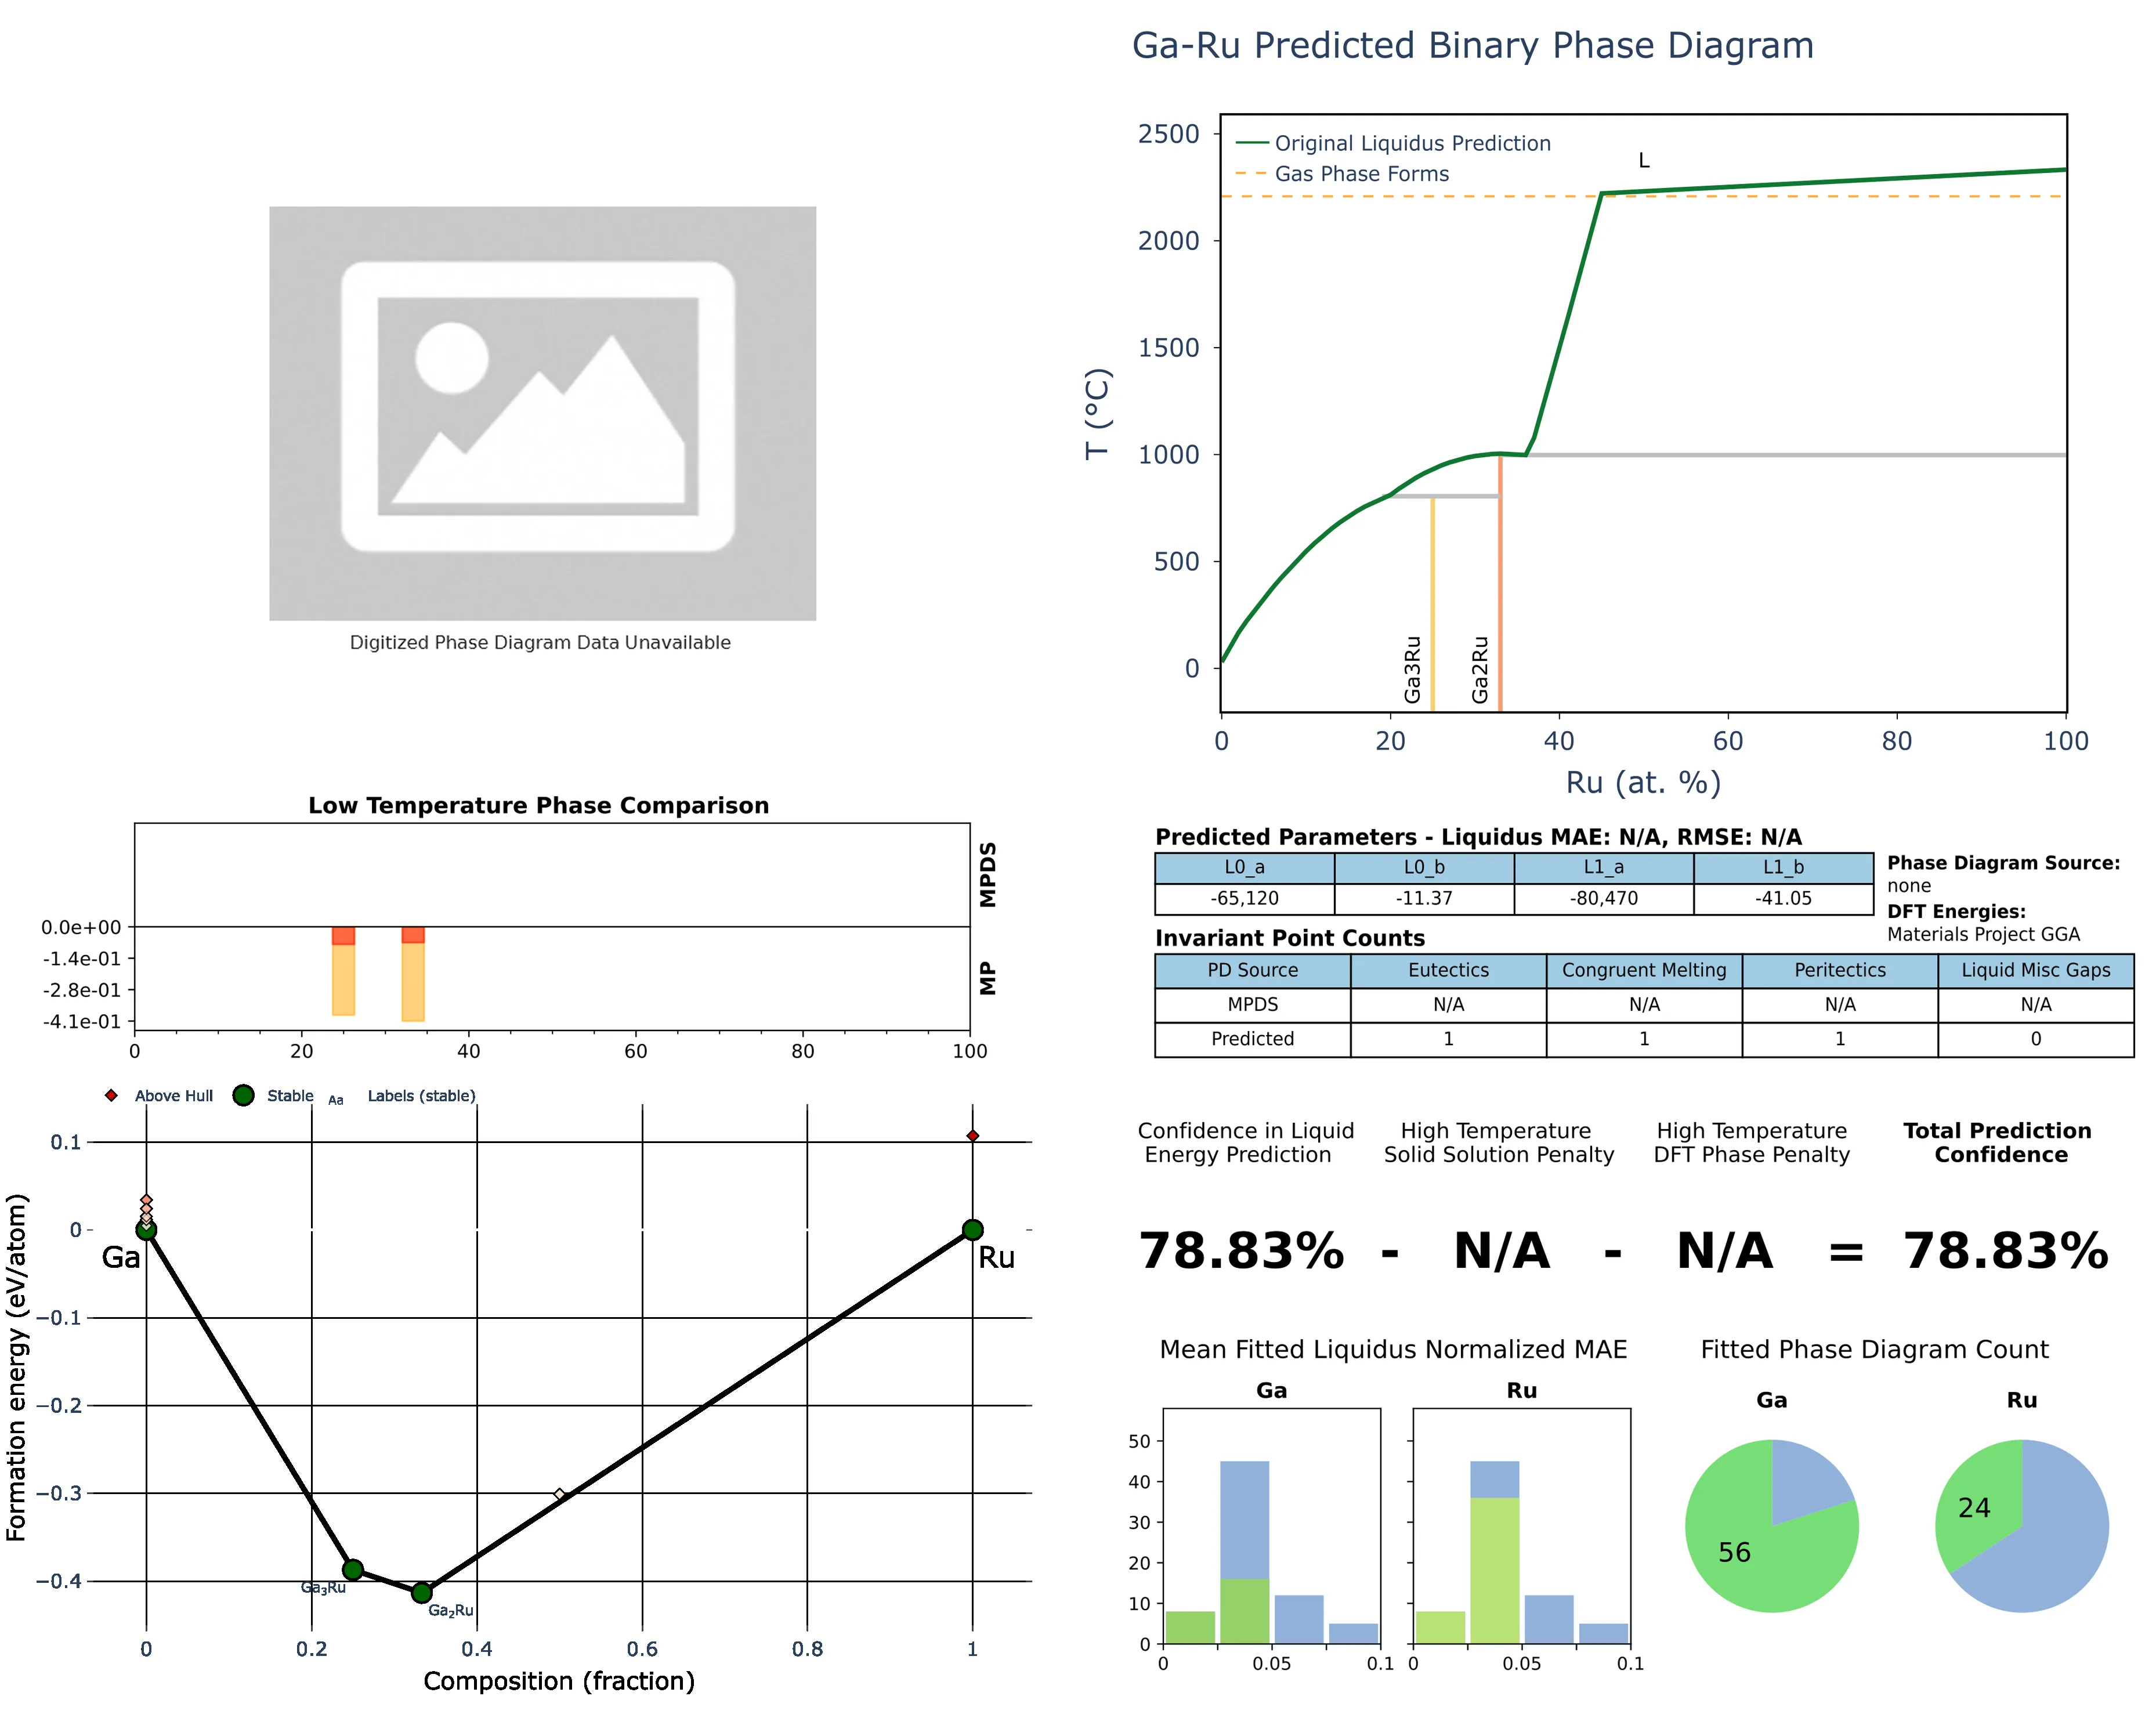 Ga-Ru Predicted Binary Phase Diagram
2500
2000
1500
1000
500
0
T (°C)
Original Liquidus Prediction
Gas Phase Forms
L
Ga3Ru
Ga2Ru
0 20 40 60 80 100
Ru (at. %)
Digitized Phase Diagram Data Unavailable
Low Temperature Phase Comparison
MPDS
MP
0.0e+00
-1.4e-01
-2.8e-01
-4.1e-01
0 20 40 60 80 100
Predicted Parameters - Liquidus MAE: N/A, RMSE: N/A
L0_a L0_b L1_a L1_b
-65,120 -11.37 -80,470 -41.05
Phase Diagram Source:
none
DFT Energies:
Materials Project GGA
Invariant Point Counts
PD Source Eutectics Congruent Melting Peritectics Liquid Misc Gaps
MPDS N/A N/A N/A N/A
Predicted 1 1 1 0
Above Hull Stable Aa Labels (stable)
0.1
0
−0.1
−0.2
−0.3
−0.4
Formation energy (eV/atom)
Ga
Ru
Ga₃Ru
Ga₂Ru
0 0.2 0.4 0.6 0.8 1
Composition (fraction)
Confidence in Liquid
Energy Prediction
High Temperature
Solid Solution Penalty
High Temperature
DFT Phase Penalty
Total Prediction
Confidence
78.83% - N/A - N/A = 78.83%
Mean Fitted Liquidus Normalized MAE
Ga
Ru
50
40
30
20
10
0
0 0.05 0.1
0 0.05 0.1
Fitted Phase Diagram Count
Ga
Ru
56
24